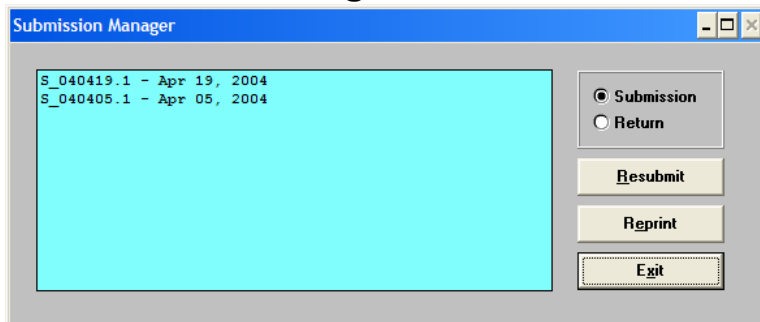 Submission Manager
S_040419.1 - Apr 19, 2004
S_040405.1 - Apr 05, 2004
Submission
Return
Resubmit
Reprint
Exit